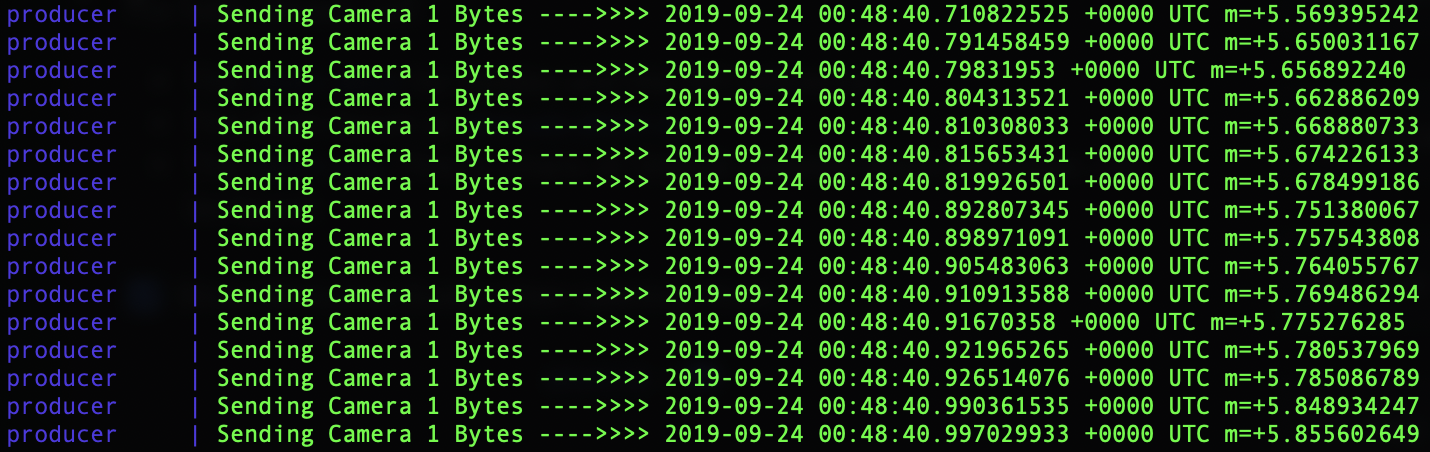 producer | Sending Camera 1 Bytes ---->>>> 2019-09-24 00:48:40.710822525 +0000 UTC m=+5.569395242
producer | Sending Camera 1 Bytes ---->>>> 2019-09-24 00:48:40.791458459 +0000 UTC m=+5.650031167
producer | Sending Camera 1 Bytes ---->>>> 2019-09-24 00:48:40.79831953 +0000 UTC m=+5.656892240
producer | Sending Camera 1 Bytes ---->>>> 2019-09-24 00:48:40.804313521 +0000 UTC m=+5.662886209
producer | Sending Camera 1 Bytes ---->>>> 2019-09-24 00:48:40.810308033 +0000 UTC m=+5.668880733
producer | Sending Camera 1 Bytes ---->>>> 2019-09-24 00:48:40.815653431 +0000 UTC m=+5.674226133
producer | Sending Camera 1 Bytes ---->>>> 2019-09-24 00:48:40.819926501 +0000 UTC m=+5.678499186
producer | Sending Camera 1 Bytes ---->>>> 2019-09-24 00:48:40.892807345 +0000 UTC m=+5.751380067
producer | Sending Camera 1 Bytes ---->>>> 2019-09-24 00:48:40.898971091 +0000 UTC m=+5.757543808
producer | Sending Camera 1 Bytes ---->>>> 2019-09-24 00:48:40.905483063 +0000 UTC m=+5.764055767
producer | Sending Camera 1 Bytes ---->>>> 2019-09-24 00:48:40.910913588 +0000 UTC m=+5.769486294
producer | Sending Camera 1 Bytes ---->>>> 2019-09-24 00:48:40.91670358 +0000 UTC m=+5.775276285
producer | Sending Camera 1 Bytes ---->>>> 2019-09-24 00:48:40.921965265 +0000 UTC m=+5.780537969
producer | Sending Camera 1 Bytes ---->>>> 2019-09-24 00:48:40.926514076 +0000 UTC m=+5.785086789
producer | Sending Camera 1 Bytes ---->>>> 2019-09-24 00:48:40.990361535 +0000 UTC m=+5.848934247
producer | Sending Camera 1 Bytes ---->>>> 2019-09-24 00:48:40.997029933 +0000 UTC m=+5.855602649